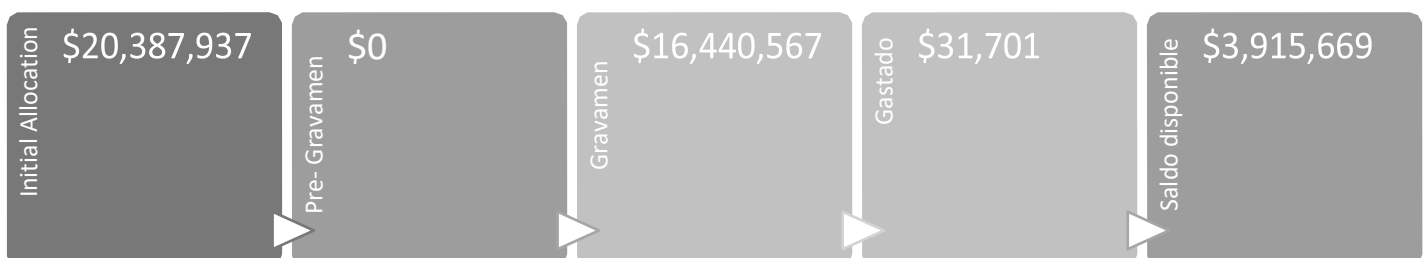 Initial Allocation
$20,387,937
Pre- Gravamen
$0
Gravamen
$16,440,567
Gastado
$31,701
Saldo disponible
$3,915,669